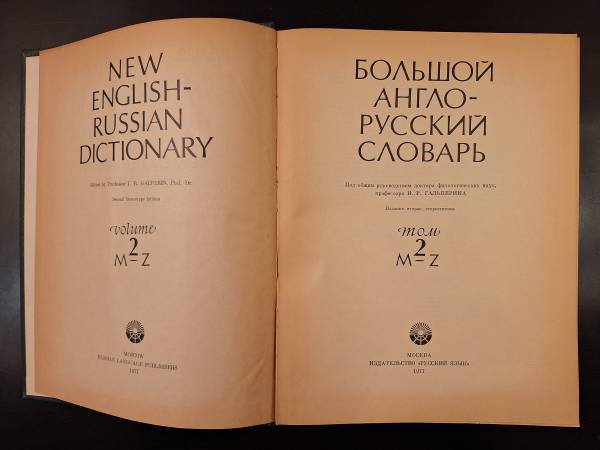 NEW
ENGLISH-
RUSSIAN
DICTIONARY
Edited by Professor I. R. GALPERIN, Phil. Dr.
Second Stereotype Edition
volume
2
M–Z
MOSCOW
RUSSIAN LANGUAGE PUBLISHERS
1977
БОЛЬШОЙ
АНГЛО-
РУССКИЙ
СЛОВАРЬ
Под общим руководством доктора филологических наук,
профессора И. Р. ГАЛЬПЕРИНА
Издание второе, стереотипное
том
2
M–Z
МОСКВА
ИЗДАТЕЛЬСТВО «РУССКИЙ ЯЗЫК»
1977